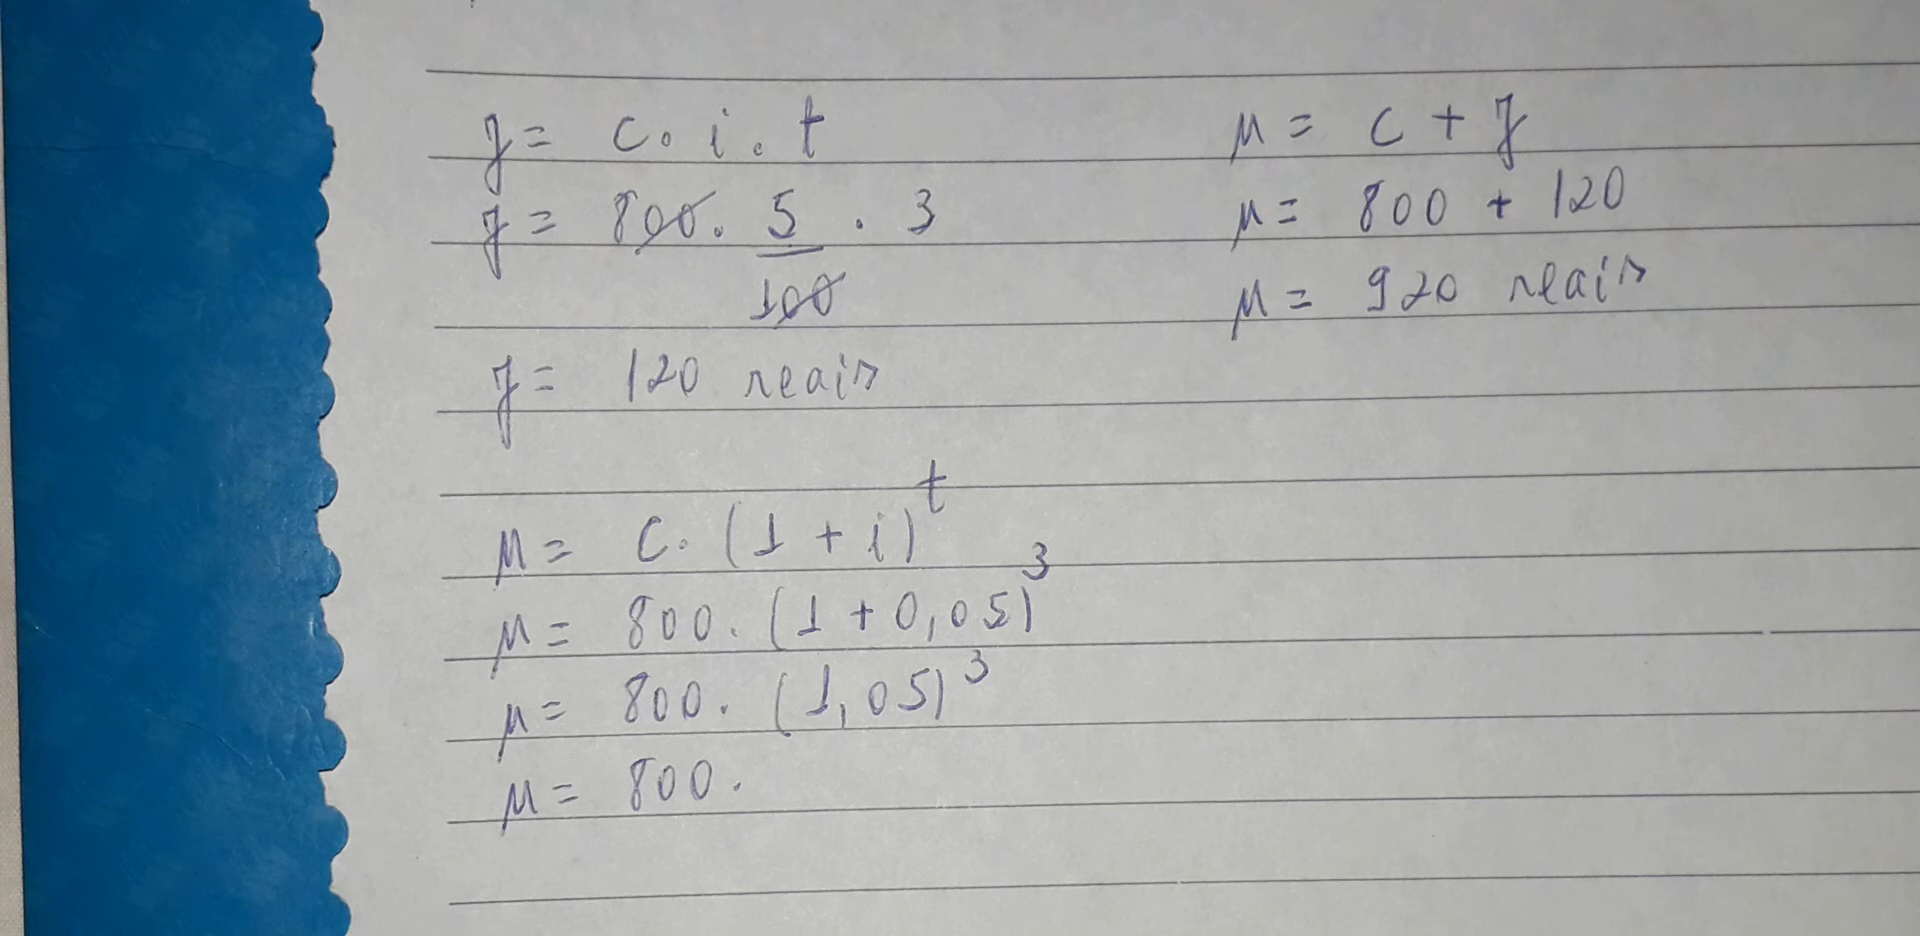 J = C . i . t
J = 800 . 5 . 3
100
J = 120 reais
M = C + J
M = 800 + 120
M = 920 reais
M = C . (1 + i)^t
M = 800 . (1 + 0,05)^3
M = 800 . (1,05)^3
M = 800 .